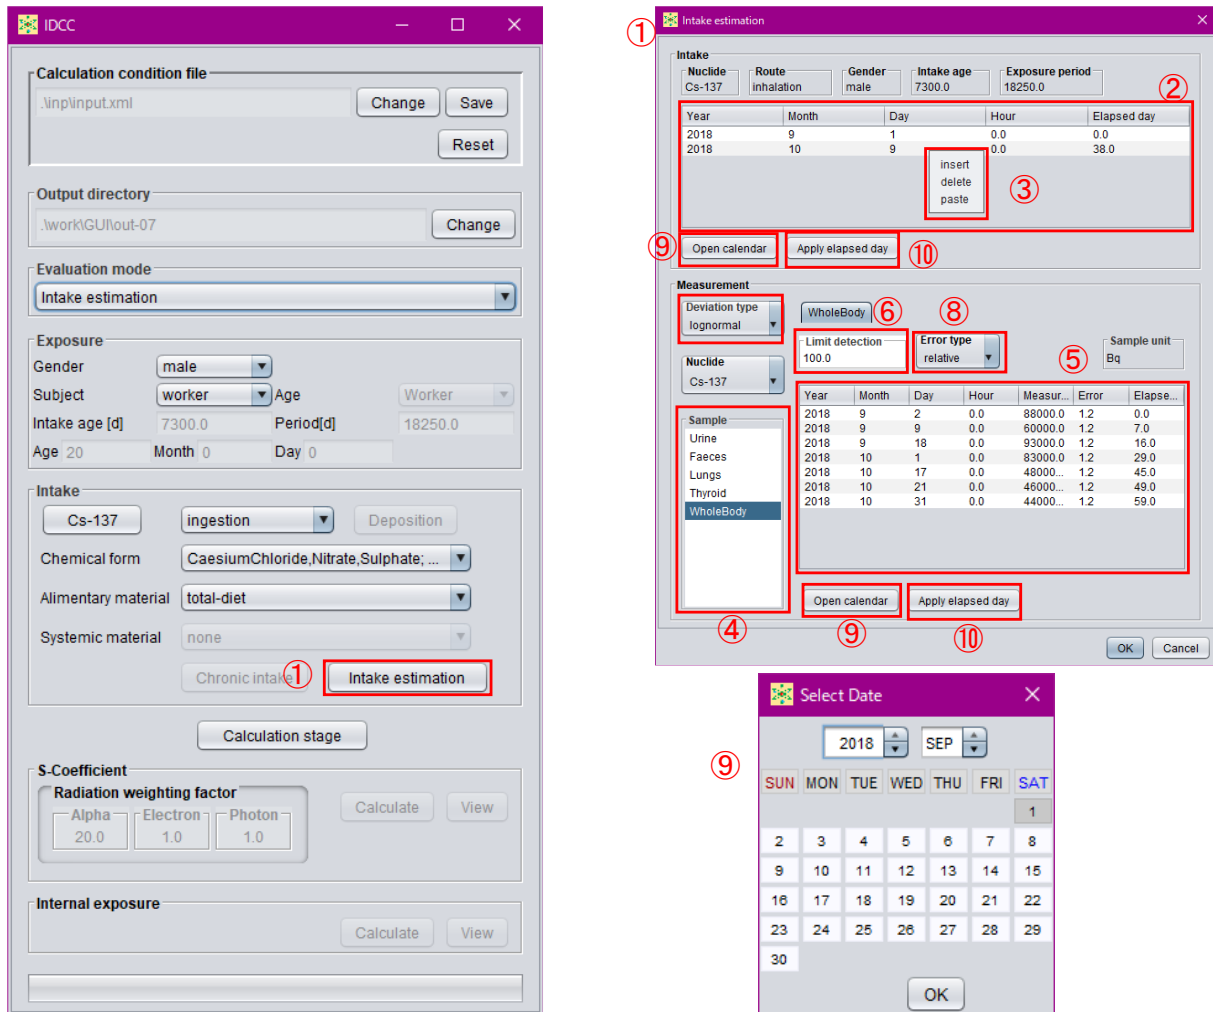 IDCC
Calculation condition file
.\inp\input.xml
Change
Save
Reset
Output directory
.\work\GUI\out-07
Change
Evaluation mode
Intake estimation
Exposure
Gender male
Subject worker Age Worker
Intake age [d] 7300.0 Period[d] 18250.0
Age 20 Month 0 Day 0
Intake
Cs-137 ingestion Deposition
Chemical form CaesiumChloride,Nitrate,Sulphate; ...
Alimentary material total-diet
Systemic material none
Chronic intake ① Intake estimation
Calculation stage
S-Coefficient
Radiation weighting factor
Alpha Electron Photon
20.0 1.0 1.0
Calculate View
Internal exposure
Calculate View
①
Intake estimation
Intake
Nuclide Route Gender Intake age Exposure period
Cs-137 inhalation male 7300.0 18250.0
②
Year Month Day Hour Elapsed day
2018 9 1 0.0 0.0
2018 10 9 0.0 38.0
insert
delete
paste
③
⑨ Open calendar Apply elapsed day ⑩
Measurement
Deviation type
lognormal
WholeBody ⑥ ⑧
Limit detection
100.0
Error type
relative
⑤
Sample unit
Bq
Nuclide
Cs-137
Sample
Urine
Faeces
Lungs
Thyroid
WholeBody
④
Year Month Day Hour Measur... Error Elapse...
2018 9 2 0.0 88000.0 1.2 0.0
2018 9 9 0.0 60000.0 1.2 7.0
2018 9 18 0.0 93000.0 1.2 16.0
2018 10 1 0.0 83000.0 1.2 29.0
2018 10 17 0.0 48000... 1.2 45.0
2018 10 21 0.0 46000... 1.2 49.0
2018 10 31 0.0 44000... 1.2 59.0
Open calendar Apply elapsed day
⑨ ⑩
OK Cancel
Select Date
⑨
2018 SEP
SUN MON TUE WED THU FRI SAT
1
2 3 4 5 6 7 8
9 10 11 12 13 14 15
16 17 18 19 20 21 22
23 24 25 26 27 28 29
30
OK